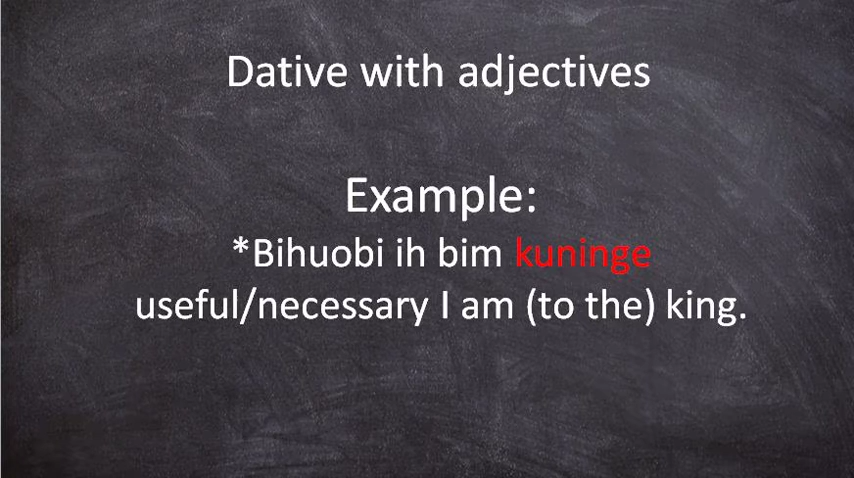 Dative with adjectives
Example:
*Bihuobi ih bim kuninge
useful/necessary I am (to the) king.